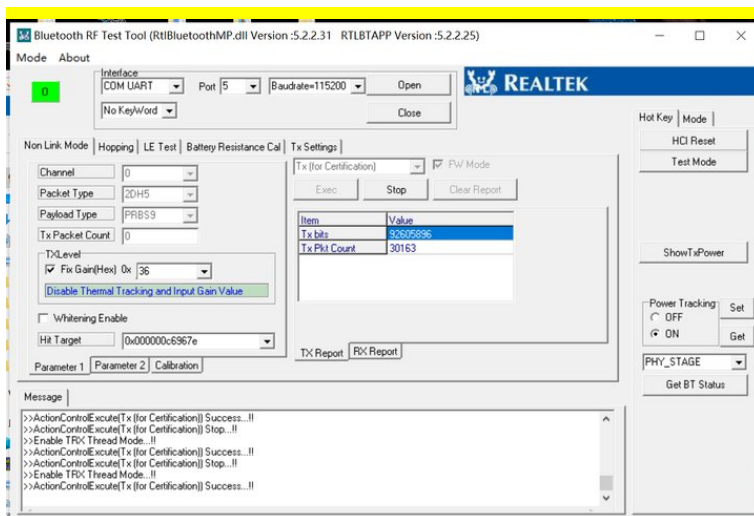 Bluetooth RF Test Tool (RtlBluetoothMP.dll Version :5.2.2.31 RTLBTAPP Version :5.2.2.25)
Mode About
0
Interface
COM UART Port 5 Baudrate=115200 Open
No KeyWord Close
REALTEK
Hot Key Mode
HCI Reset
Test Mode
ShowTxPower
Power Tracking
OFF
ON
Set
Get
PHY_STAGE
Get BT Status
Non Link Mode Hopping LE Test Battery Resistance Cal Tx Settings
Channel 0
Packet Type 2DH5
Payload Type PRBS9
Tx Packet Count 0
TXLevel
Fix Gain(Hex) 0x 36
Disable Thermal Tracking and Input Gain Value
Whitening Enable
Hit Target 0x000000c6967e
Parameter 1 Parameter 2 Calibration
Tx (for Certification) FW Mode
Exec Stop Clear Report
Item Value
Tx bits 92605896
Tx Pkt Count 30163
TX Report RX Report
Message
>>ActionControlExcute(Tx (for Certification)) Success...!!
>>ActionControlExcute(Tx (for Certification)) Stop...!!
>>Enable TRX Thread Mode...!!
>>ActionControlExcute(Tx (for Certification)) Success...!!
>>ActionControlExcute(Tx (for Certification)) Stop...!!
>>Enable TRX Thread Mode...!!
>>ActionControlExcute(Tx (for Certification)) Success...!!